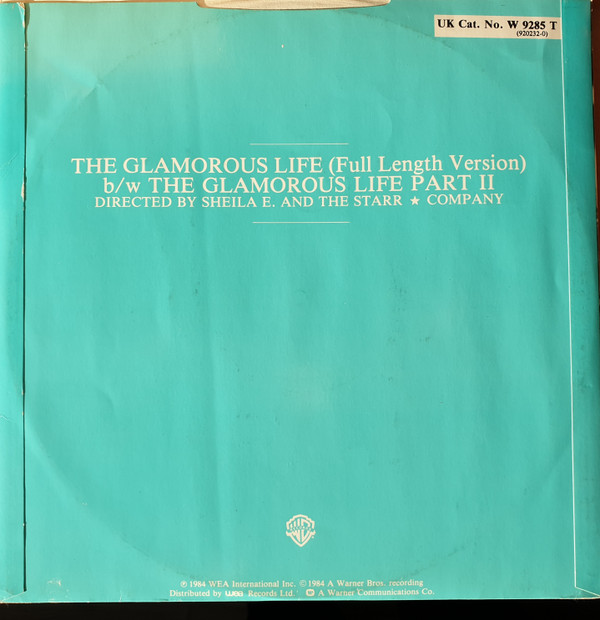 UK Cat. No. W 9285 T
(920232-0)
THE GLAMOROUS LIFE (Full Length Version)
b/w THE GLAMOROUS LIFE PART II
DIRECTED BY SHEILA E. AND THE STARR ★ COMPANY
℗ 1984 WEA International Inc. © 1984 A Warner Bros. recording
Distributed by wea Records Ltd. A Warner Communications Co.